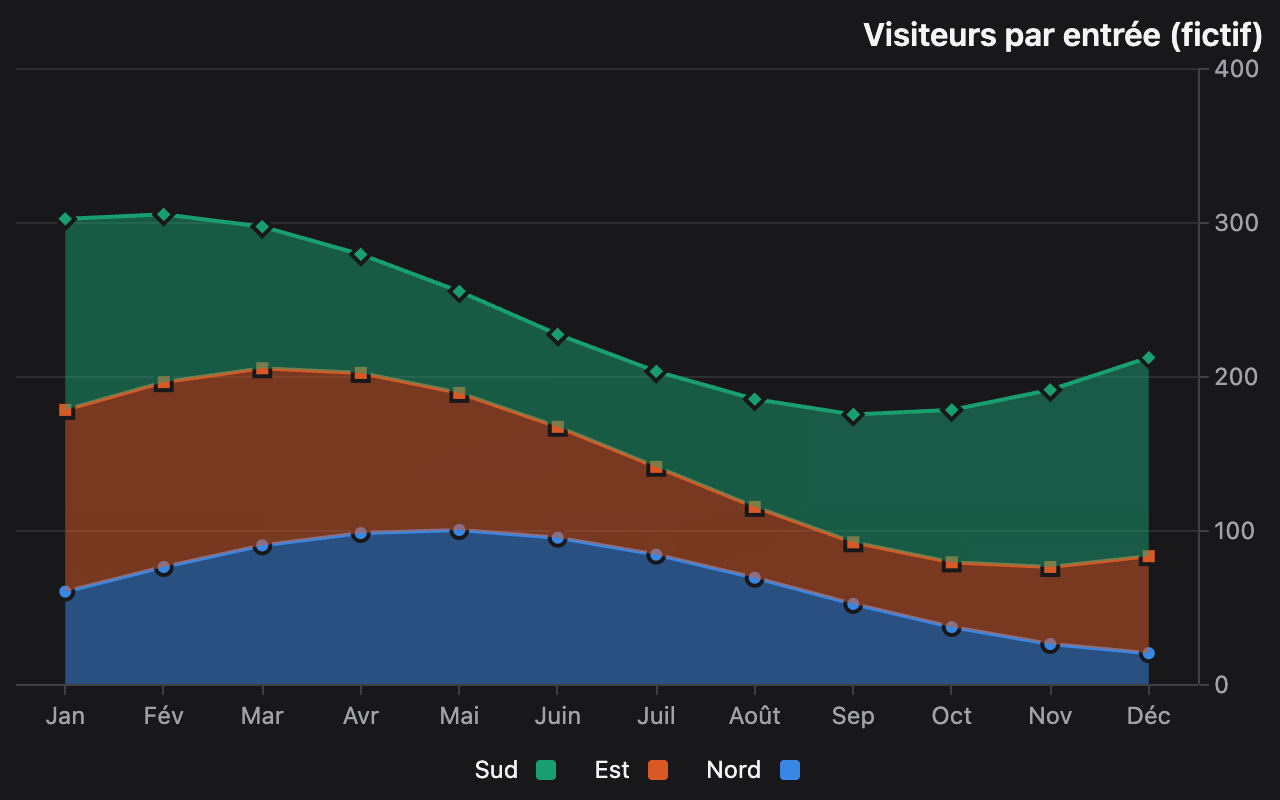 Visiteurs par entrée (fictif)
400
300
200
100
0
Jan Fév Mar Avr Mai Juin Juil Août Sep Oct Nov Déc
Sud Est Nord